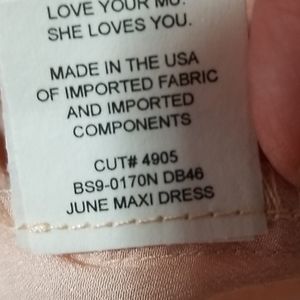 LOVE YOUR MU.
SHE LOVES YOU.
MADE IN THE USA
OF IMPORTED FABRIC
AND IMPORTED
COMPONENTS
CUT# 4905
BS9-0170N DB46
JUNE MAXI DRESS